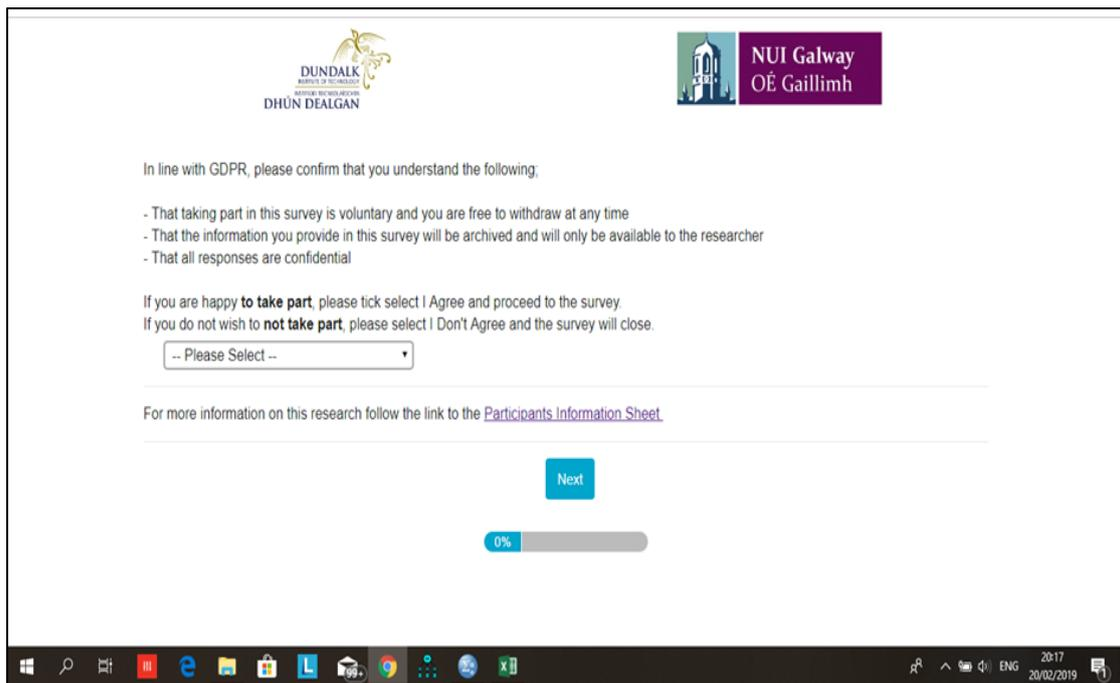 DUNDALK
INSTITUTE OF TECHNOLOGY
DHÚN DEALGAN
NUI Galway
OÉ Gaillimh
In line with GDPR, please confirm that you understand the following;
- That taking part in this survey is voluntary and you are free to withdraw at any time
- That the information you provide in this survey will be archived and will only be available to the researcher
- That all responses are confidential
If you are happy to take part, please tick select I Agree and proceed to the survey.
If you do not wish to not take part, please select I Don't Agree and the survey will close.
-- Please Select --
For more information on this research follow the link to the Participants Information Sheet
Next
0%
L
99+
ENG
20:17
20/02/2019
1